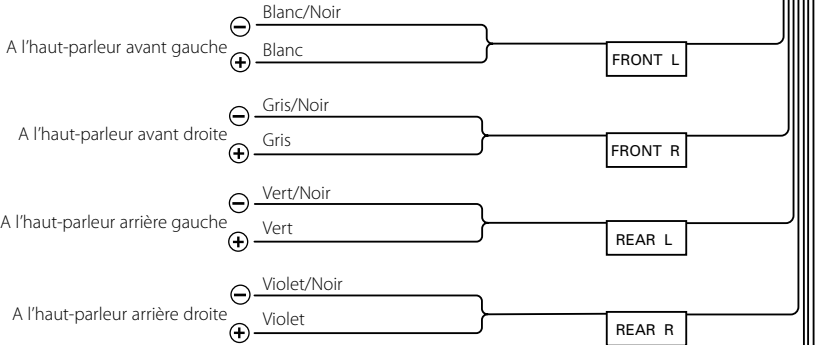 Blanc/Noir
A l'haut-parleur avant gauche
Blanc
FRONT L
Gris/Noir
A l'haut-parleur avant droite
Gris
FRONT R
Vert/Noir
A l'haut-parleur arrière gauche
Vert
REAR L
Violet/Noir
A l'haut-parleur arrière droite
Violet
REAR R